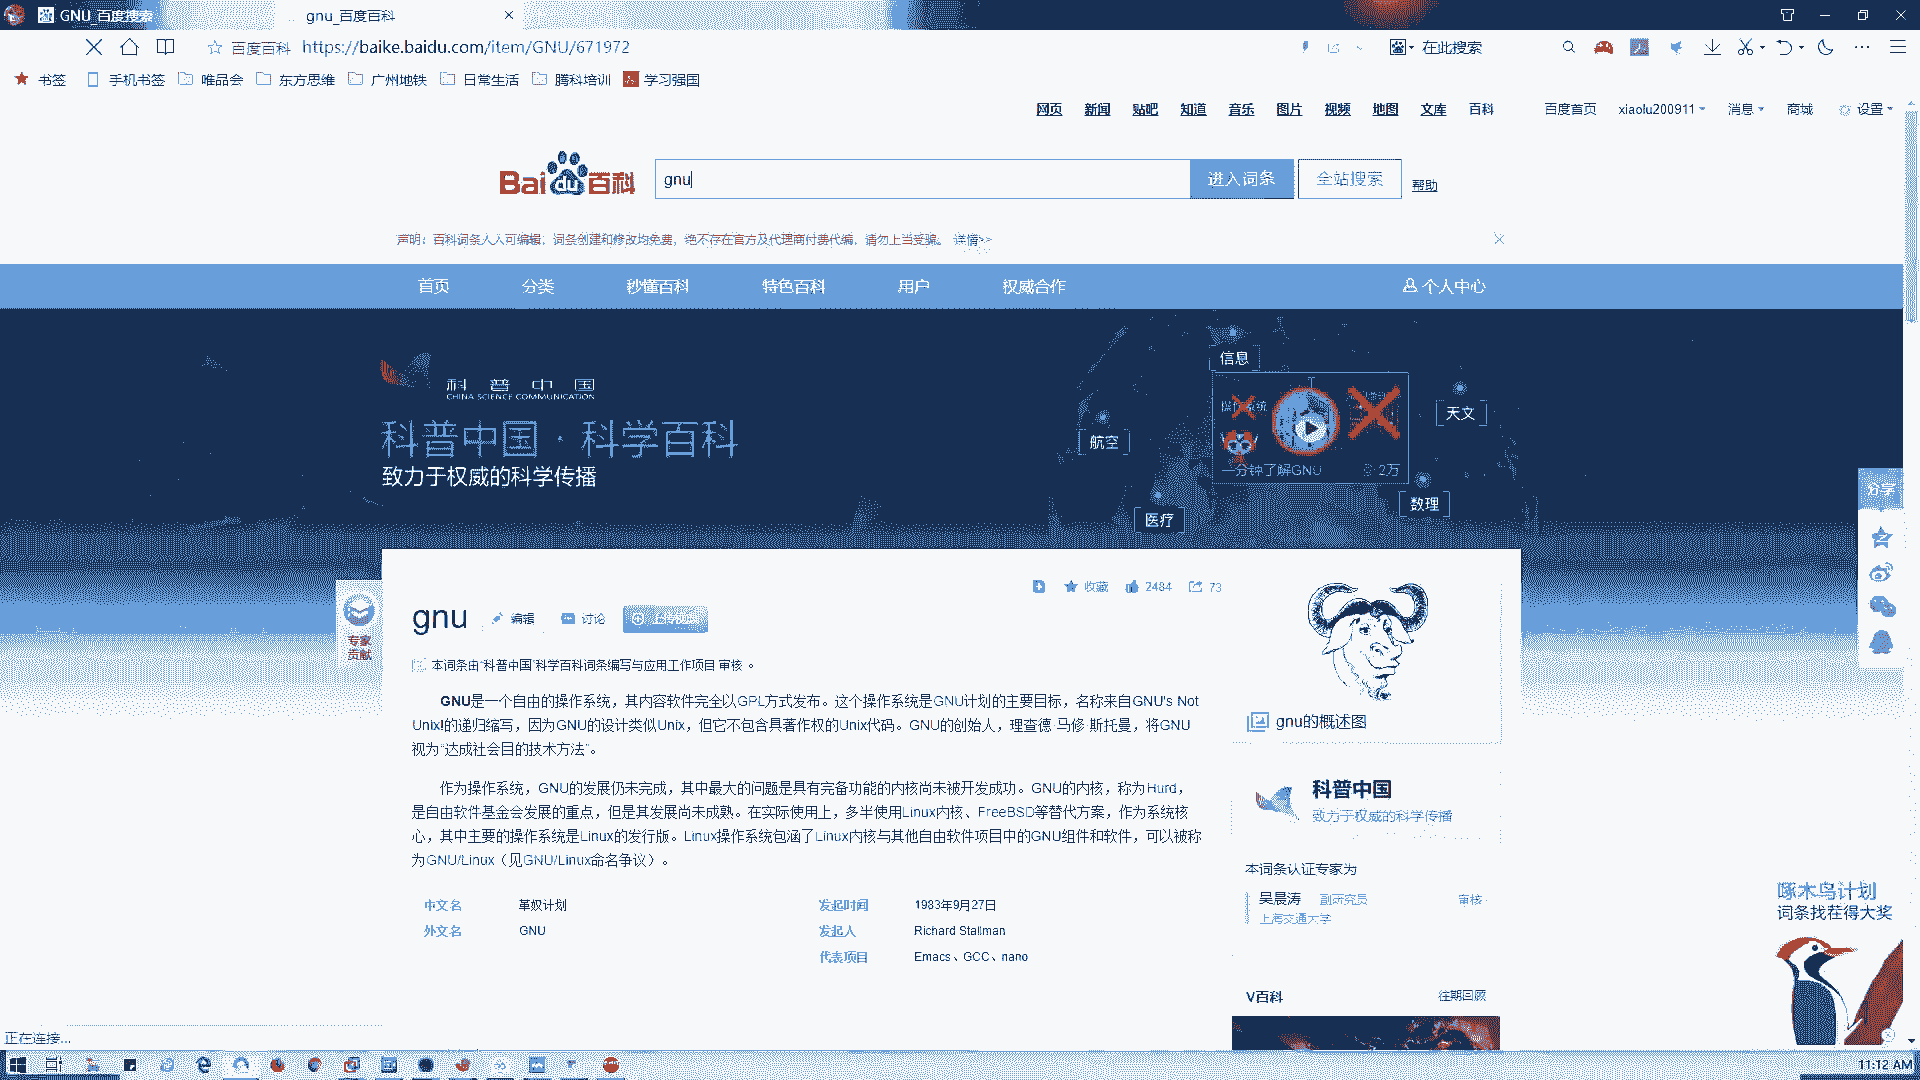 GNU_百度搜索
gnu_百度百科
百度百科 https://baike.baidu.com/item/GNU/671972
在此搜索
书签 手机书签 唯品会 东方思维 广州地铁 日常生活 腾科培训 学习强国
网页 新闻 贴吧 知道 音乐 图片 视频 地图 文库 百科 百度首页 xiaofu200911 消息 商城 设置
Bai du 百科
gnu
进入词条 全站搜索 帮助
声明：百科词条人人可编辑，词条创建和修改均免费，绝不存在官方及代理商付费代编，请勿上当受骗。 详情>>
首页 分类 秒懂百科 特色百科 用户 权威合作 个人中心
科普中国
CHINA SCIENCE COMMUNICATION
科普中国·科学百科
致力于权威的科学传播
信息
航空
医疗
天文
数理
一分钟了解GNU 2万
分享
收藏 2484 73
gnu 编辑 讨论 上传视频
专家
贡献
本词条由“科普中国”科学百科词条编写与应用工作项目 审核 。
GNU是一个自由的操作系统，其内容软件完全以GPL方式发布。这个操作系统是GNU计划的主要目标，名称来自GNU's Not
Unix!的递归缩写，因为GNU的设计类似Unix，但它不包含具著作权的Unix代码。GNU的创始人，理查德·马修·斯托曼，将GNU
视为“达成社会目的技术方法”。
作为操作系统，GNU的发展仍未完成，其中最大的问题是具有完备功能的内核尚未被开发成功。GNU的内核，称为Hurd，
是自由软件基金会发展的重点，但是其发展尚未成熟。在实际使用上，多半使用Linux内核、FreeBSD等替代方案，作为系统核
心，其中主要的操作系统是Linux的发行版。Linux操作系统包涵了Linux内核与其他自由软件项目中的GNU组件和软件，可以被称
为GNU/Linux（见GNU/Linux命名争议）。
中文名 革奴计划
外文名 GNU
发起时间 1983年9月27日
发起人 Richard Stallman
代表项目 Emacs、GCC、nano
gnu的概述图
科普中国
致力于权威的科学传播
本词条认证专家为
吴晨涛 副研究员 审核
上海交通大学
V百科 往期回顾
啄木鸟计划
词条找茬得大奖
正在连接...
11:12 AM